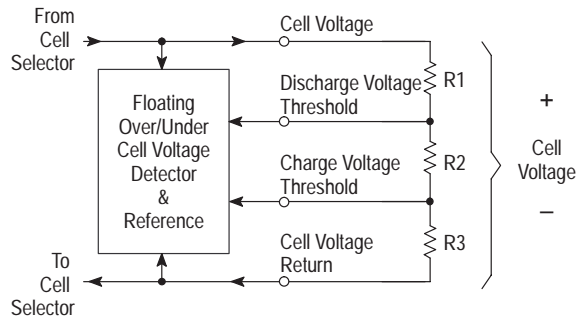 From
Cell
Selector
Cell Voltage
Discharge Voltage
Threshold
R1
Floating
Over/Under
Cell Voltage
Detector
&
Reference
Charge Voltage
Threshold
R2
+
Cell
Voltage
–
Cell Voltage
Return
R3
To
Cell
Selector